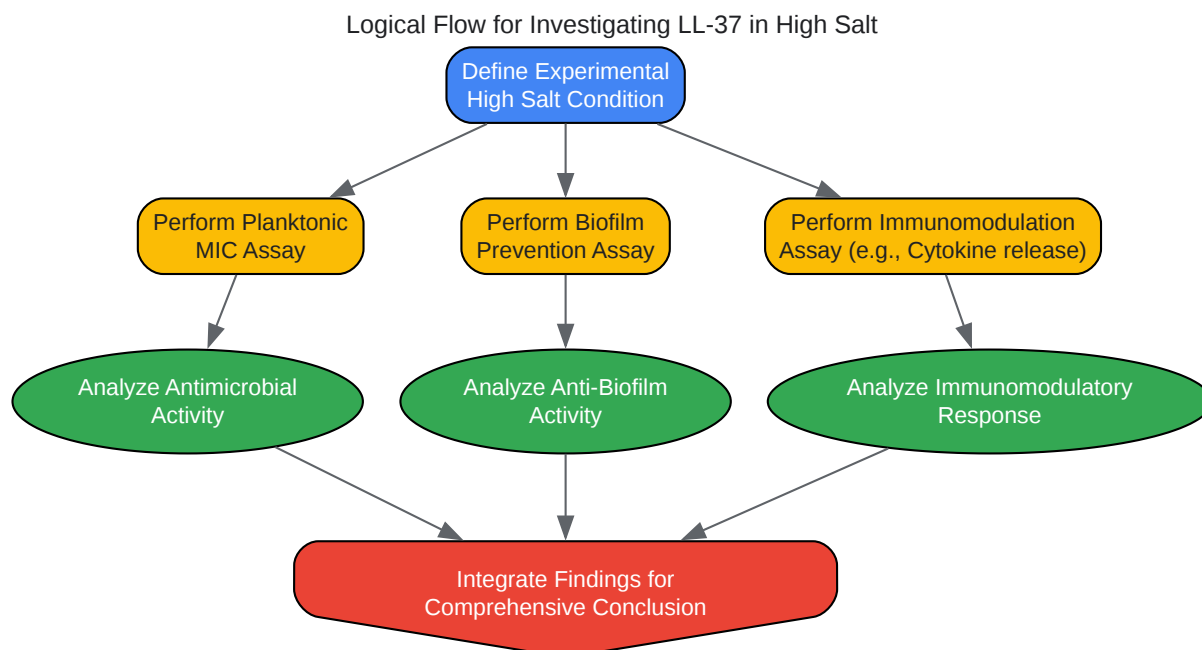 Logical Flow for Investigating LL-37 in High Salt
Define Experimental
High Salt Condition
Perform Planktonic
MIC Assay
Perform Biofilm
Prevention Assay
Perform Immunomodulation
Assay (e.g., Cytokine release)
Analyze Antimicrobial
Activity
Analyze Anti-Biofilm
Activity
Analyze Immunomodulatory
Response
Integrate Findings for
Comprehensive Conclusion